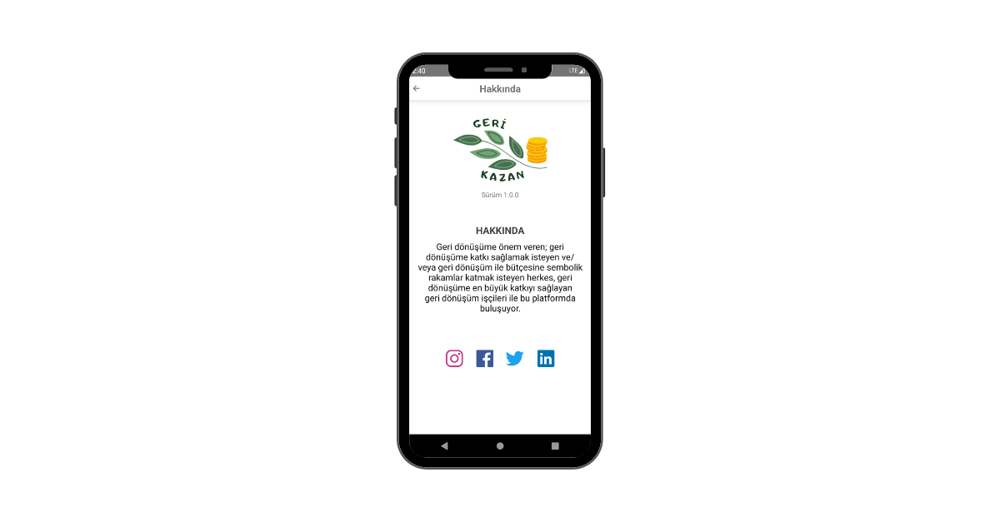 2:40
LTE
Hakkında
GERİ
KAZAN
Sürüm 1.0.0
HAKKINDA
Geri dönüşüme önem veren; geri
dönüşüme katkı sağlamak isteyen ve/
veya geri dönüşüm ile bütçesine sembolik
rakamlar katmak isteyen herkes, geri
dönüşüme en büyük katkıyı sağlayan
geri dönüşüm işçileri ile bu platformda
buluşuyor.